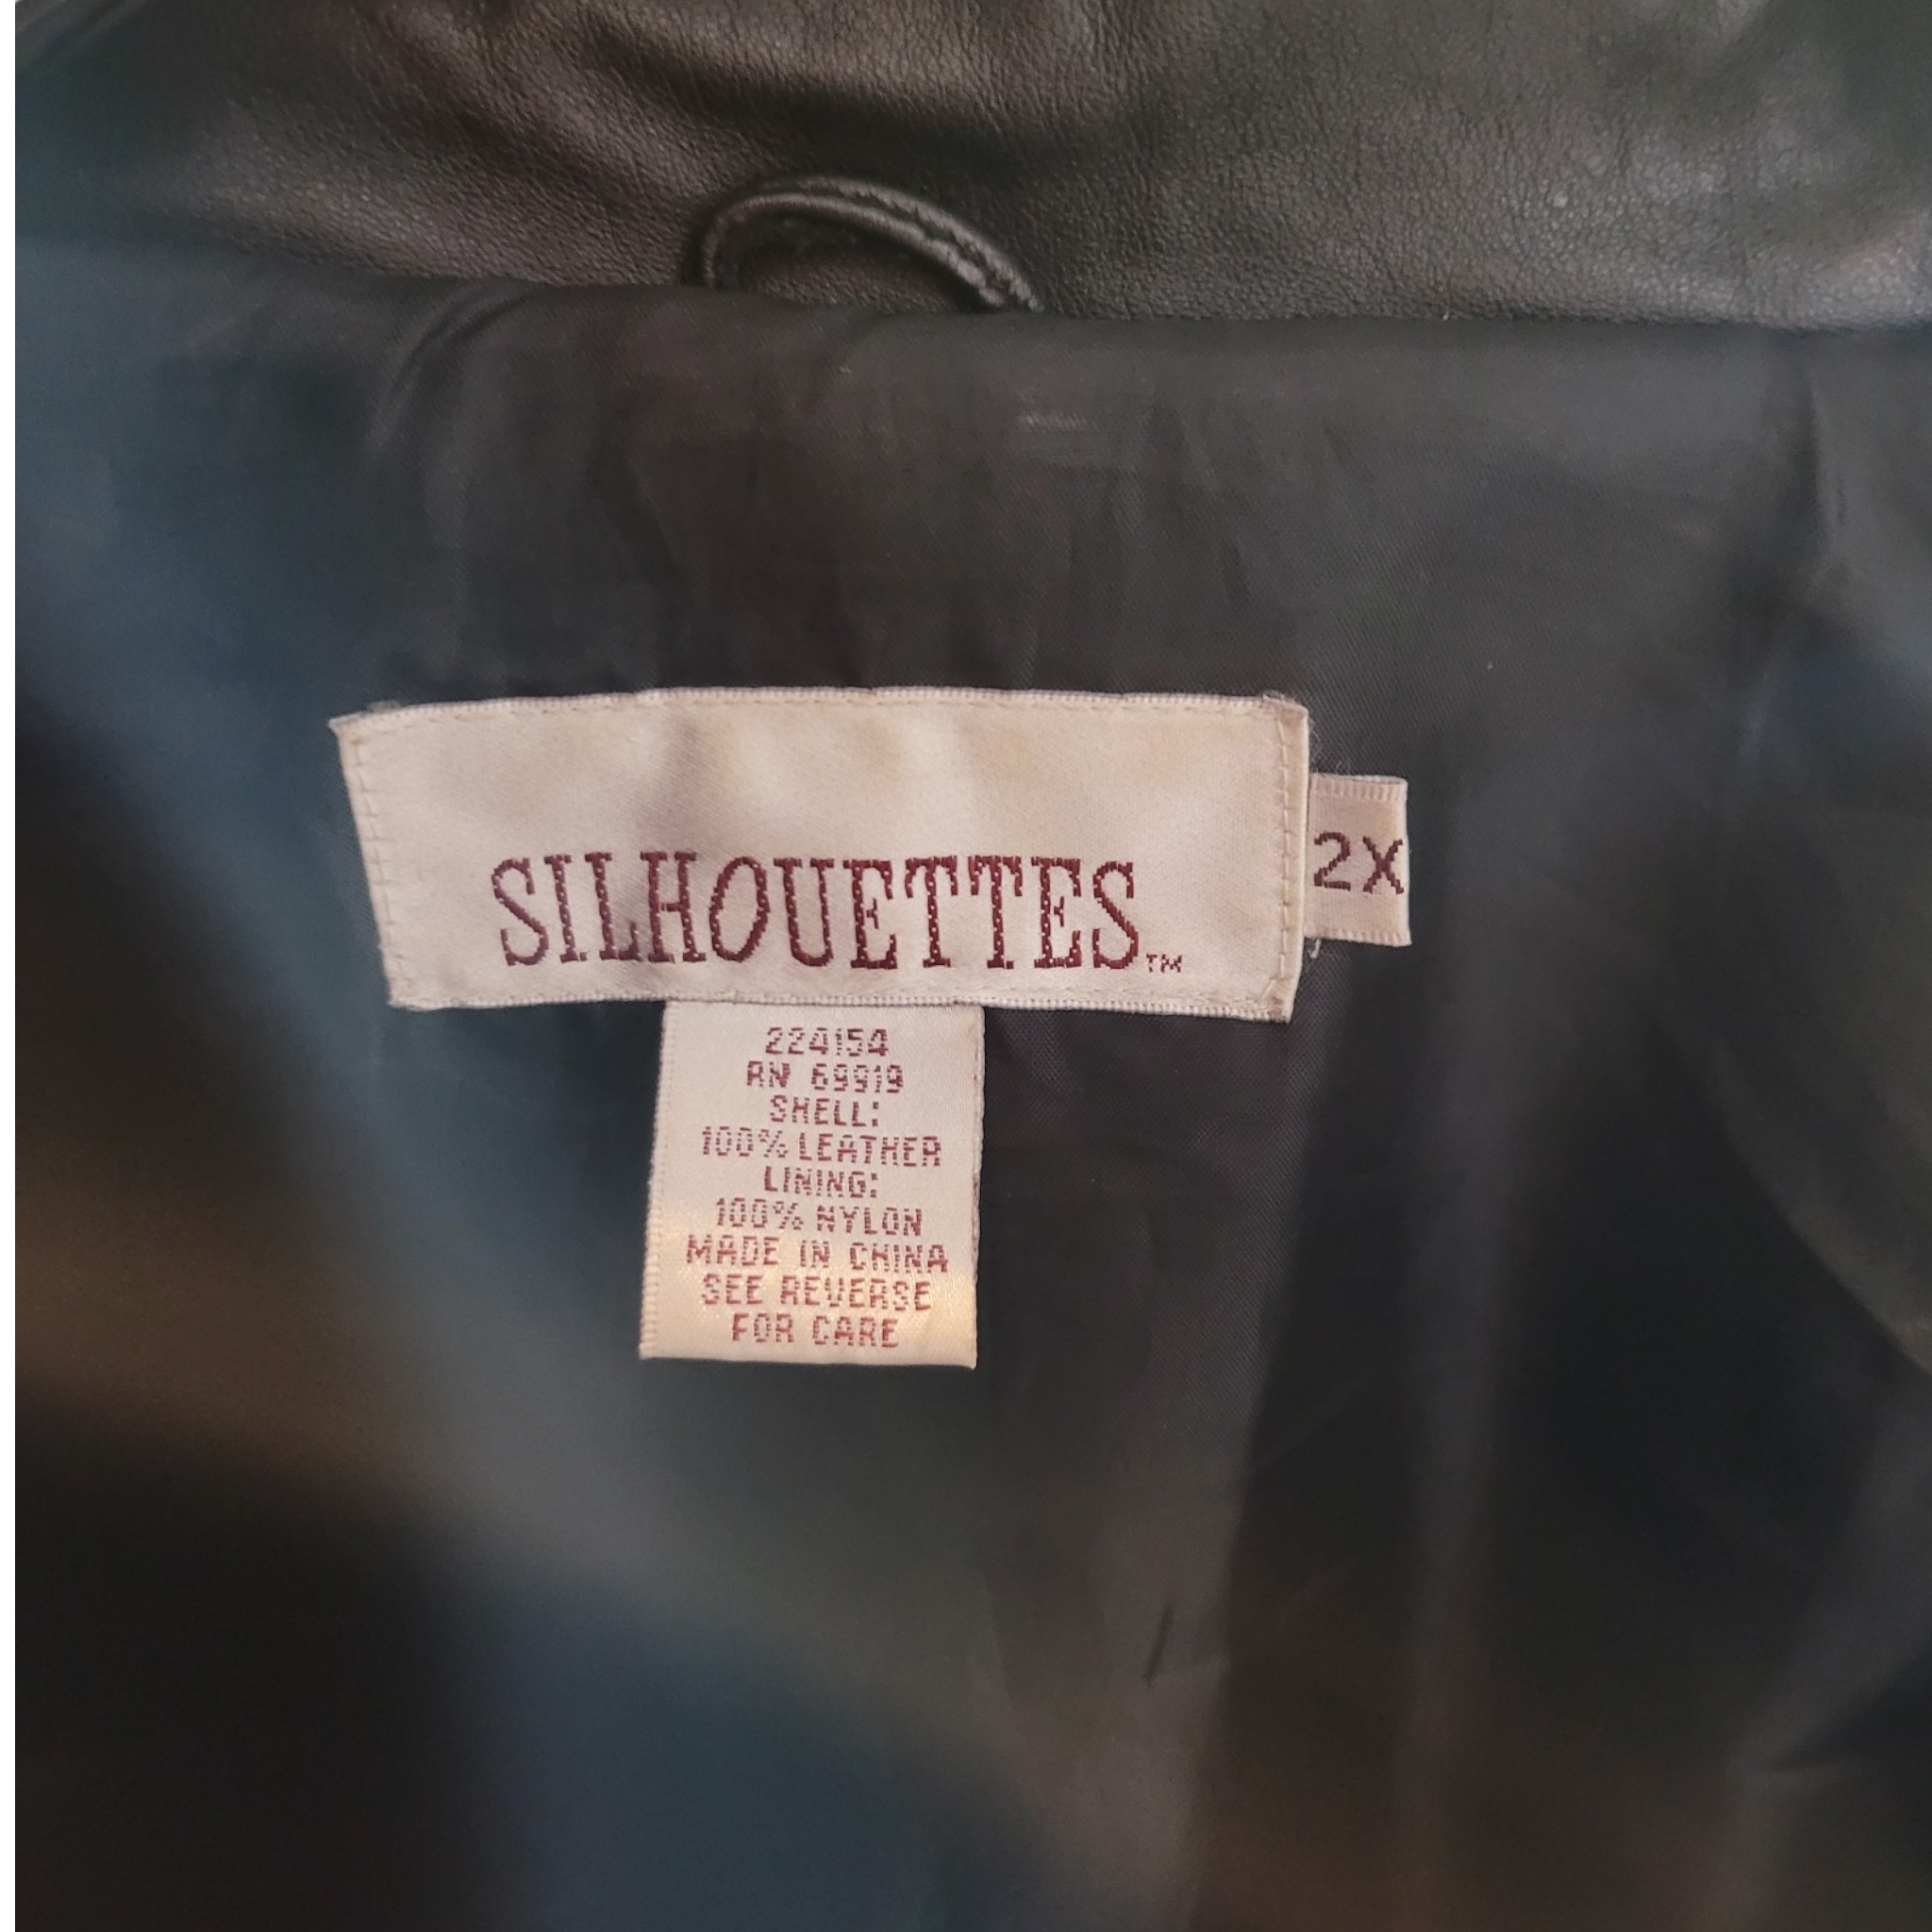 SILHOUETTES™
2X
224154
RN 69919
SHELL:
100% LEATHER
LINING:
100% NYLON
MADE IN CHINA
SEE REVERSE
FOR CARE